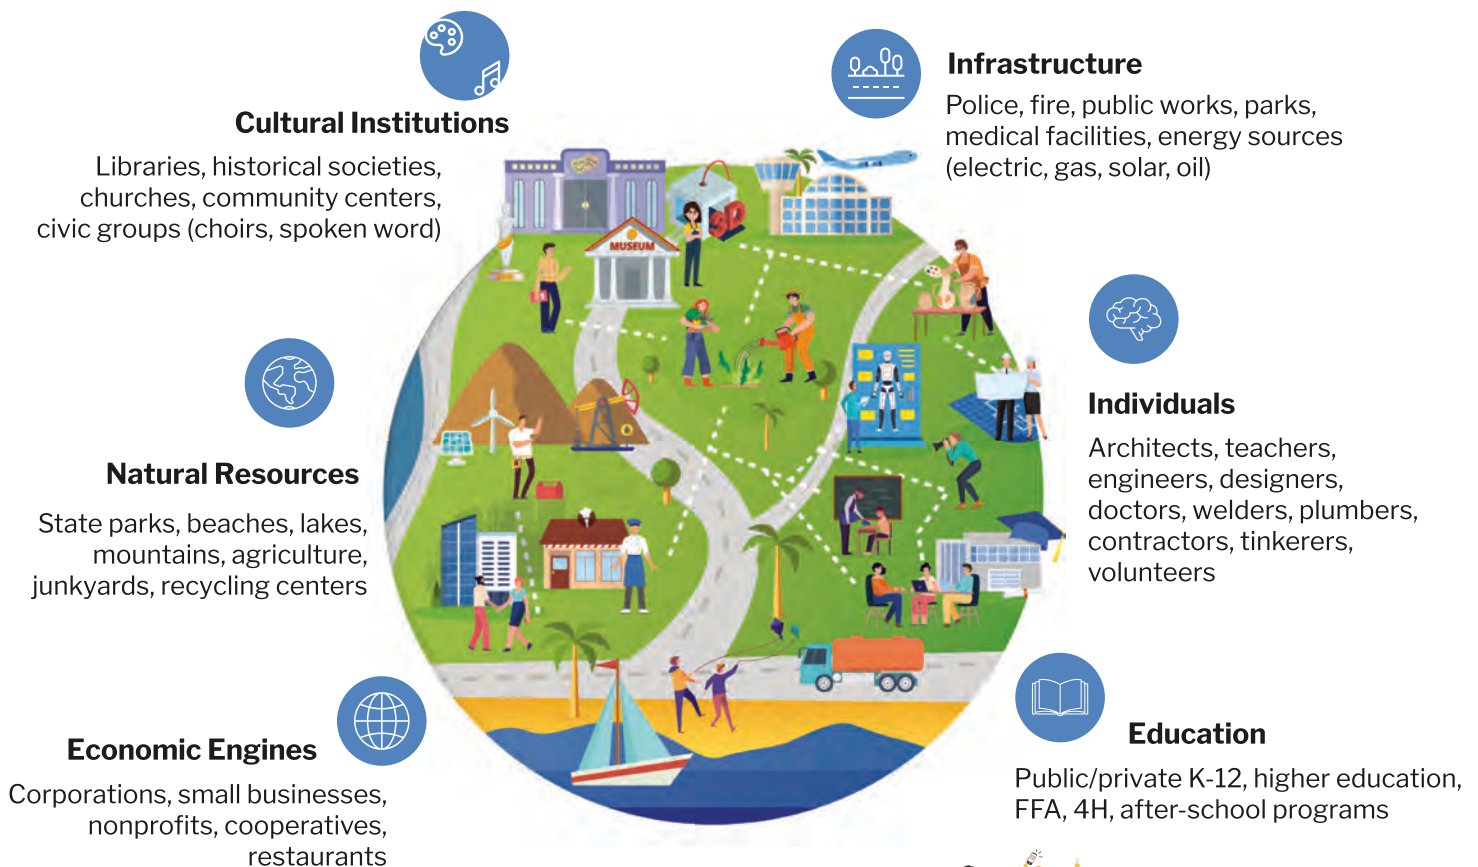 Cultural Institutions
Libraries, historical societies,
churches, community centers,
civic groups (choirs, spoken word)
Infrastructure
Police, fire, public works, parks,
medical facilities, energy sources
(electric, gas, solar, oil)
3D
MUSEUM
Individuals
Architects, teachers,
engineers, designers,
doctors, welders, plumbers,
contractors, tinkerers,
volunteers
Natural Resources
State parks, beaches, lakes,
mountains, agriculture,
junkyards, recycling centers
Economic Engines
Corporations, small businesses,
nonprofits, cooperatives,
restaurants
Education
Public/private K-12, higher education,
FFA, 4H, after-school programs